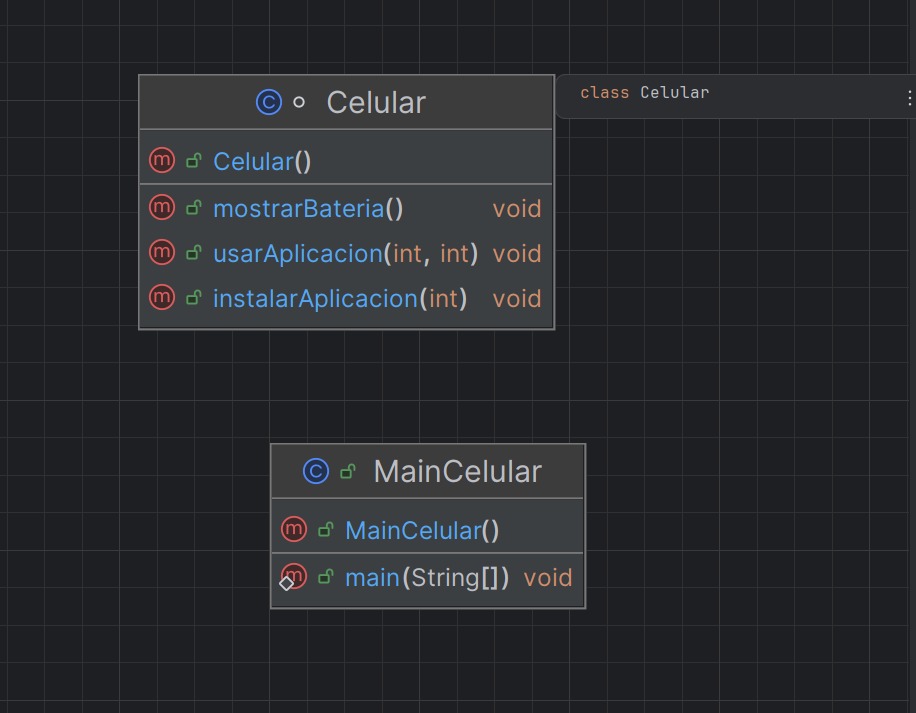 C Celular
class Celular
m Celular()
m mostrarBateria() void
m usarAplicacion(int, int) void
m instalarAplicacion(int) void
C MainCelular
m MainCelular()
m main(String[]) void